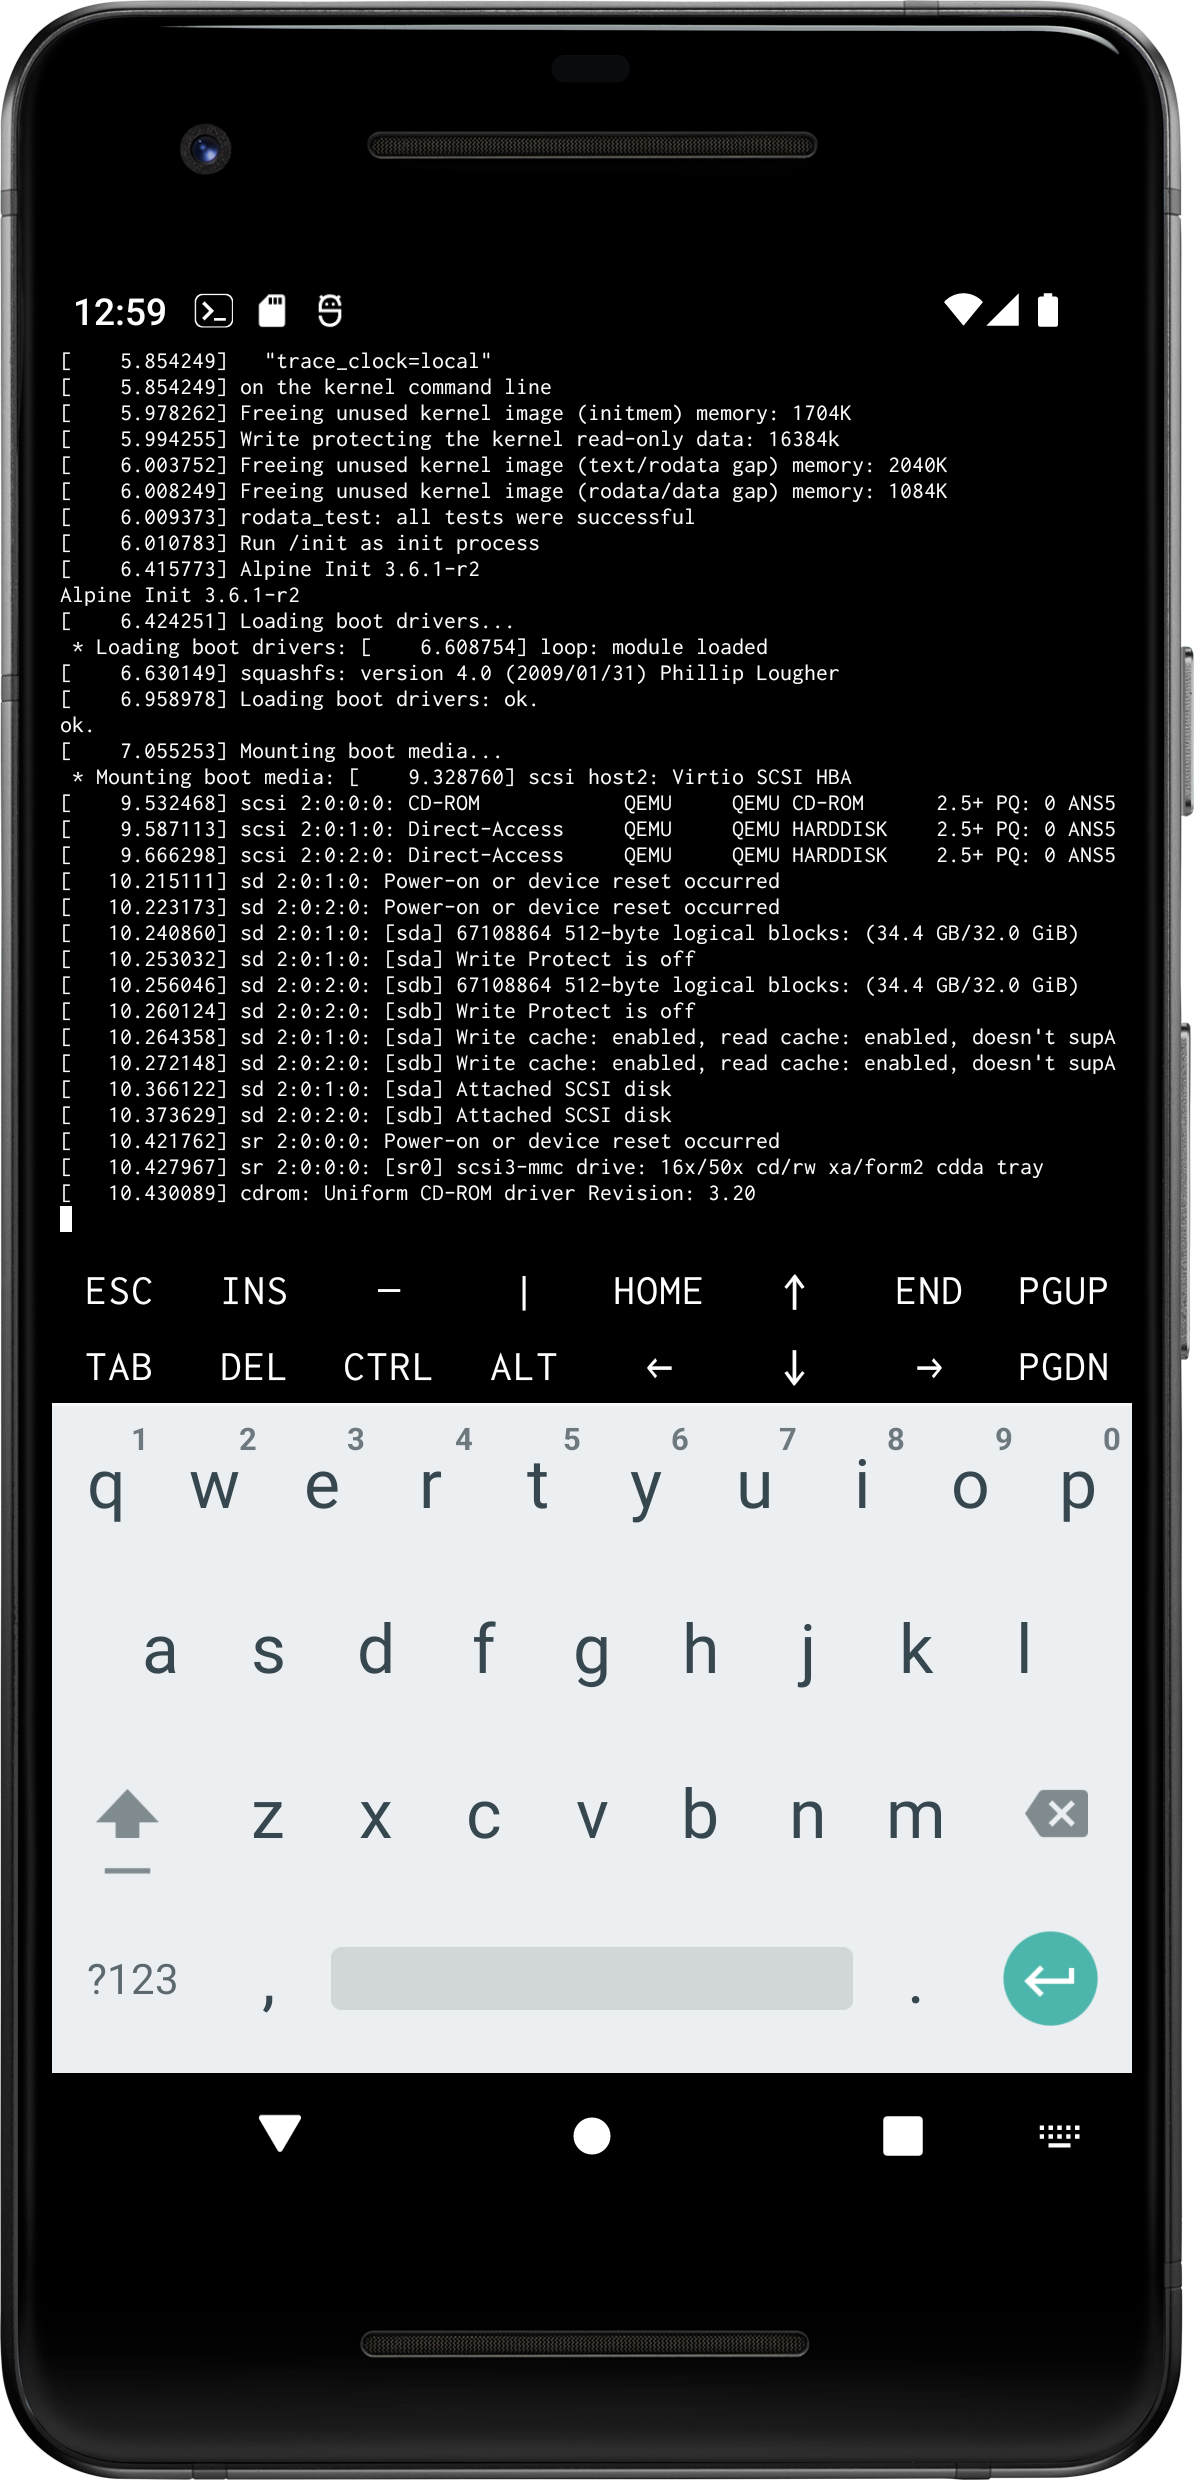 12:59
[    5.854249]   "trace_clock=local"
[    5.854249] on the kernel command line
[    5.978262] Freeing unused kernel image (initmem) memory: 1704K
[    5.994255] Write protecting the kernel read-only data: 16384k
[    6.003752] Freeing unused kernel image (text/rodata gap) memory: 2040K
[    6.008249] Freeing unused kernel image (rodata/data gap) memory: 1084K
[    6.009373] rodata_test: all tests were successful
[    6.010783] Run /init as init process
[    6.415773] Alpine Init 3.6.1-r2
Alpine Init 3.6.1-r2
[    6.424251] Loading boot drivers...
 * Loading boot drivers: [    6.608754] loop: module loaded
[    6.630149] squashfs: version 4.0 (2009/01/31) Phillip Lougher
[    6.958978] Loading boot drivers: ok.
ok.
[    7.055253] Mounting boot media...
 * Mounting boot media: [    9.328760] scsi host2: Virtio SCSI HBA
[    9.532468] scsi 2:0:0:0: CD-ROM            QEMU     QEMU CD-ROM      2.5+ PQ: 0 ANS5
[    9.587113] scsi 2:0:1:0: Direct-Access     QEMU     QEMU HARDDISK    2.5+ PQ: 0 ANS5
[    9.666298] scsi 2:0:2:0: Direct-Access     QEMU     QEMU HARDDISK    2.5+ PQ: 0 ANS5
[   10.215111] sd 2:0:1:0: Power-on or device reset occurred
[   10.223173] sd 2:0:2:0: Power-on or device reset occurred
[   10.240860] sd 2:0:1:0: [sda] 67108864 512-byte logical blocks: (34.4 GB/32.0 GiB)
[   10.253032] sd 2:0:1:0: [sda] Write Protect is off
[   10.256046] sd 2:0:2:0: [sdb] 67108864 512-byte logical blocks: (34.4 GB/32.0 GiB)
[   10.260124] sd 2:0:2:0: [sdb] Write Protect is off
[   10.264358] sd 2:0:1:0: [sda] Write cache: enabled, read cache: enabled, doesn't supA
[   10.272148] sd 2:0:2:0: [sdb] Write cache: enabled, read cache: enabled, doesn't supA
[   10.366122] sd 2:0:1:0: [sda] Attached SCSI disk
[   10.373629] sd 2:0:2:0: [sdb] Attached SCSI disk
[   10.421762] sr 2:0:0:0: Power-on or device reset occurred
[   10.427967] sr 2:0:0:0: [sr0] scsi3-mmc drive: 16x/50x cd/rw xa/form2 cdda tray
[   10.430089] cdrom: Uniform CD-ROM driver Revision: 3.20
ESC INS — | HOME ↑ END PGUP
TAB DEL CTRL ALT ← ↓ → PGDN
1 2 3 4 5 6 7 8 9 0
q w e r t y u i o p
a s d f g h j k l
z x c v b n m
?123 , .